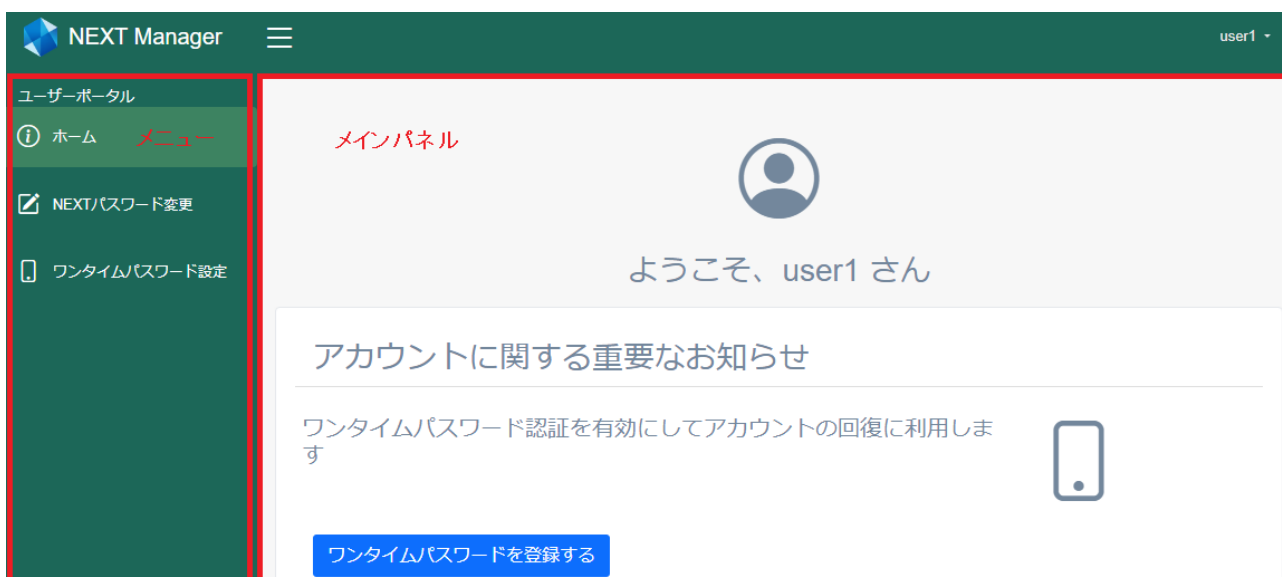 NEXT Manager
user1
ユーザーポータル
ホーム
メニュー
NEXTパスワード変更
ワンタイムパスワード設定
メインパネル
ようこそ、user1 さん
アカウントに関する重要なお知らせ
ワンタイムパスワード認証を有効にしてアカウントの回復に利用しま
す
ワンタイムパスワードを登録する